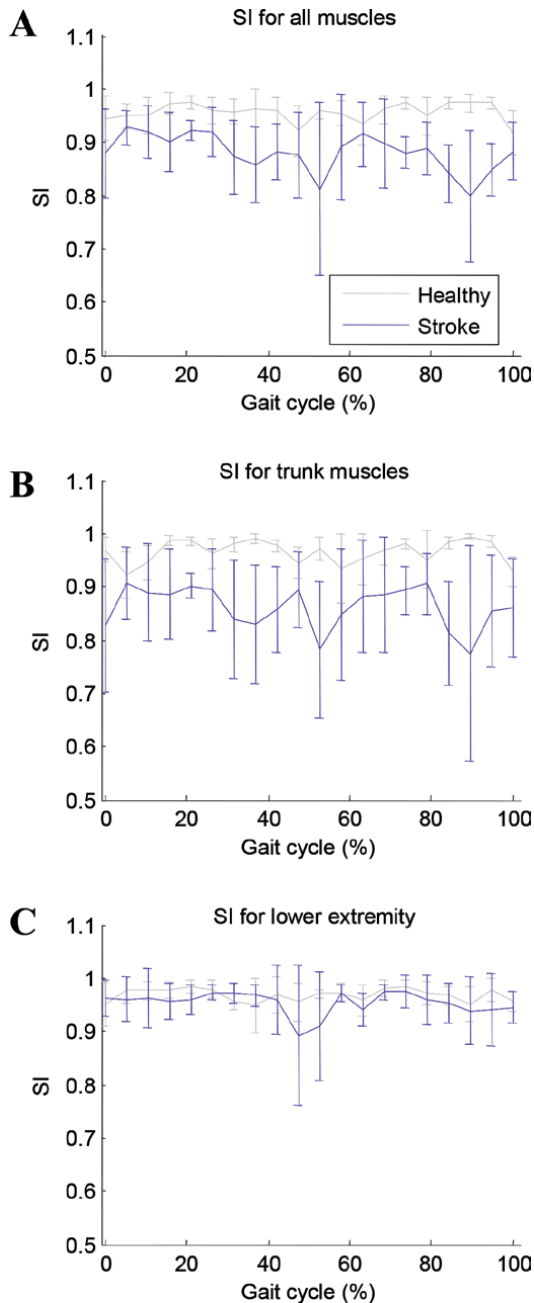 A
SI for all muscles
1.1
1
0.9
0.8
0.7
0.6
0.5
SI
Healthy
Stroke
0 20 40 60 80 100
Gait cycle (%)
B
SI for trunk muscles
1.1
1
0.9
0.8
0.7
0.6
0.5
SI
0 20 40 60 80 100
Gait cycle (%)
C
SI for lower extremity
1.1
1
0.9
0.8
0.7
0.6
0.5
SI
0 20 40 60 80 100
Gait cycle (%)